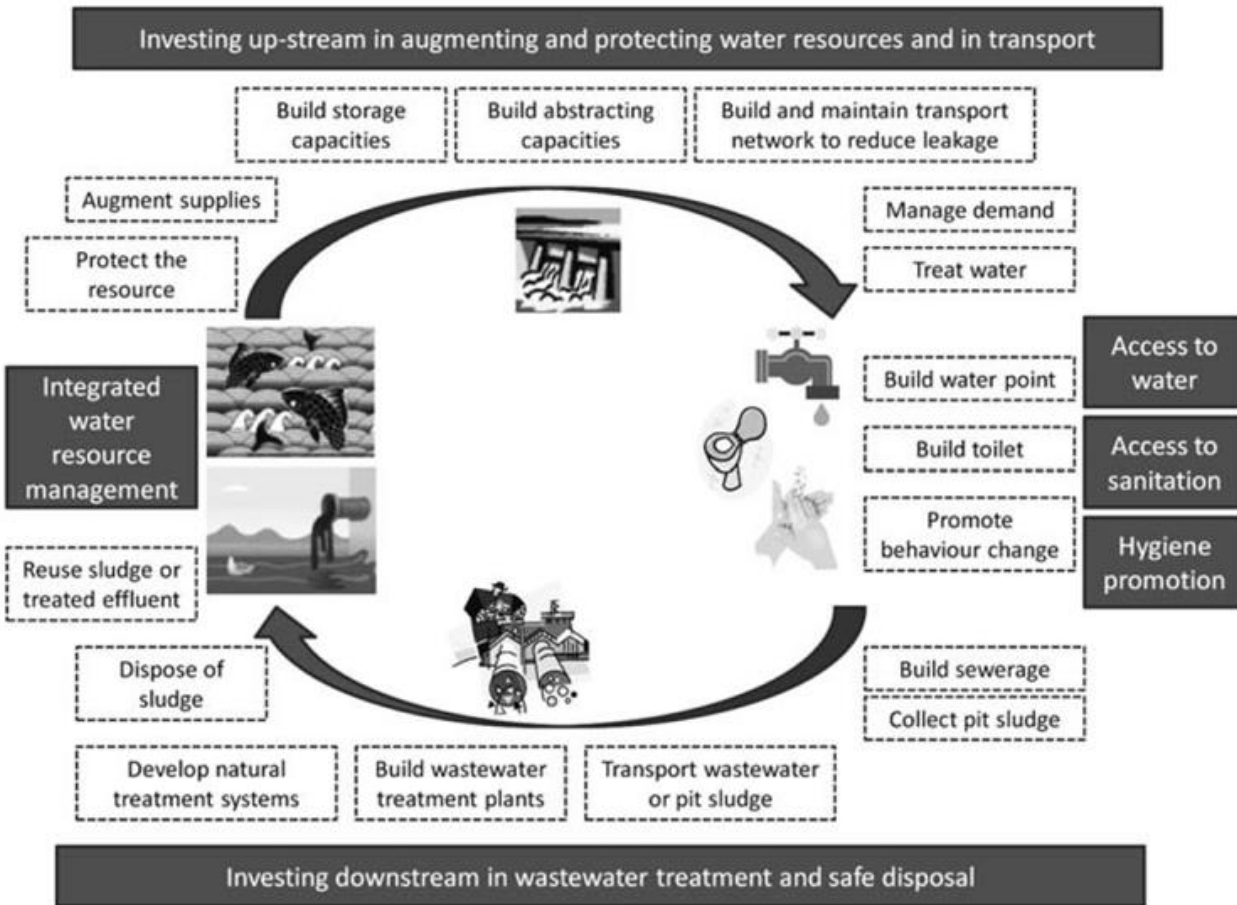 Investing up-stream in augmenting and protecting water resources and in transport
Build storage
capacities
Build abstracting
capacities
Build and maintain transport
network to reduce leakage
Augment supplies
Protect the
resource
Manage demand
Treat water
Integrated
water
resource
management
Build water point
Access to
water
Build toilet
Access to
sanitation
Promote
behaviour change
Hygiene
promotion
Reuse sludge or
treated effluent
Dispose of
sludge
Build sewerage
Collect pit sludge
Develop natural
treatment systems
Build wastewater
treatment plants
Transport wastewater
or pit sludge
Investing downstream in wastewater treatment and safe disposal